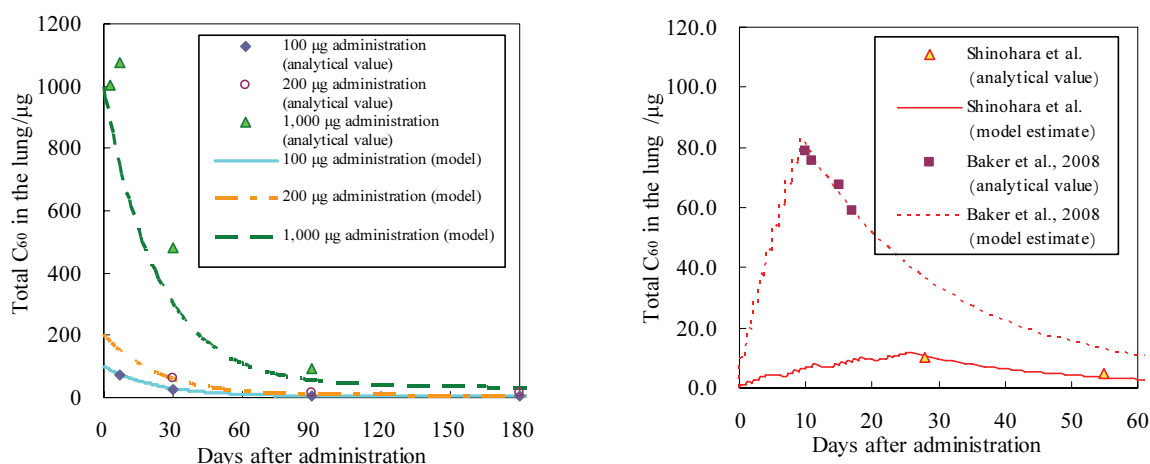 1200
1000
800
600
400
200
0
Total C₆₀ in the lung/μg
0 30 60 90 120 150 180
Days after administration
100 μg administration
(analytical value)
200 μg administration
(analytical value)
1,000 μg administration
(analytical value)
100 μg administration (model)
200 μg administration (model)
1,000 μg administration (model)
120.0
100.0
80.0
60.0
40.0
20.0
0.0
Total C₆₀ in the lung /μg
0 10 20 30 40 50 60
Days after administration
Shinohara et al.
(analytical value)
Shinohara et al.
(model estimate)
Baker et al., 2008
(analytical value)
Baker et al., 2008
(model estimate)